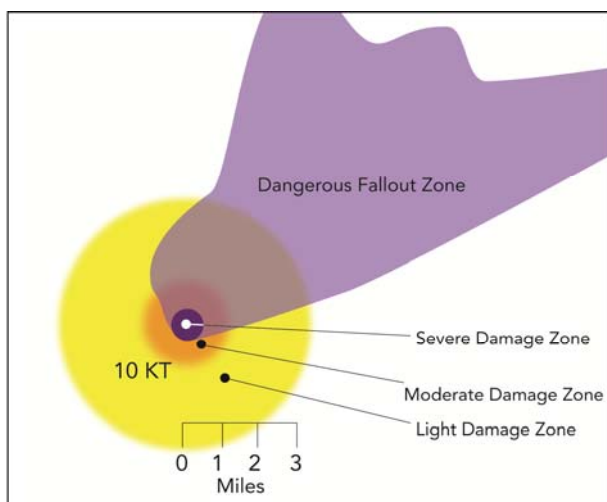 Dangerous Fallout Zone
Severe Damage Zone
10 KT
Moderate Damage Zone
Light Damage Zone
0 1 2 3
Miles